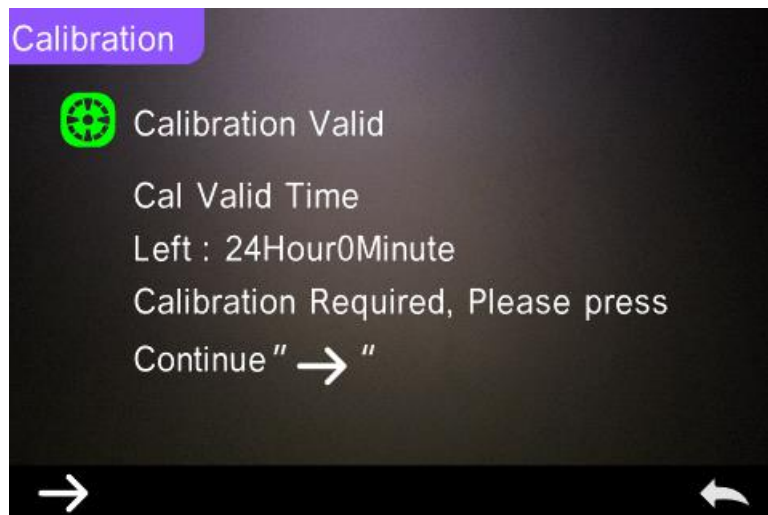 Calibration
Calibration Valid
Cal Valid Time
Left : 24Hour0Minute
Calibration Required, Please press
Continue " → "